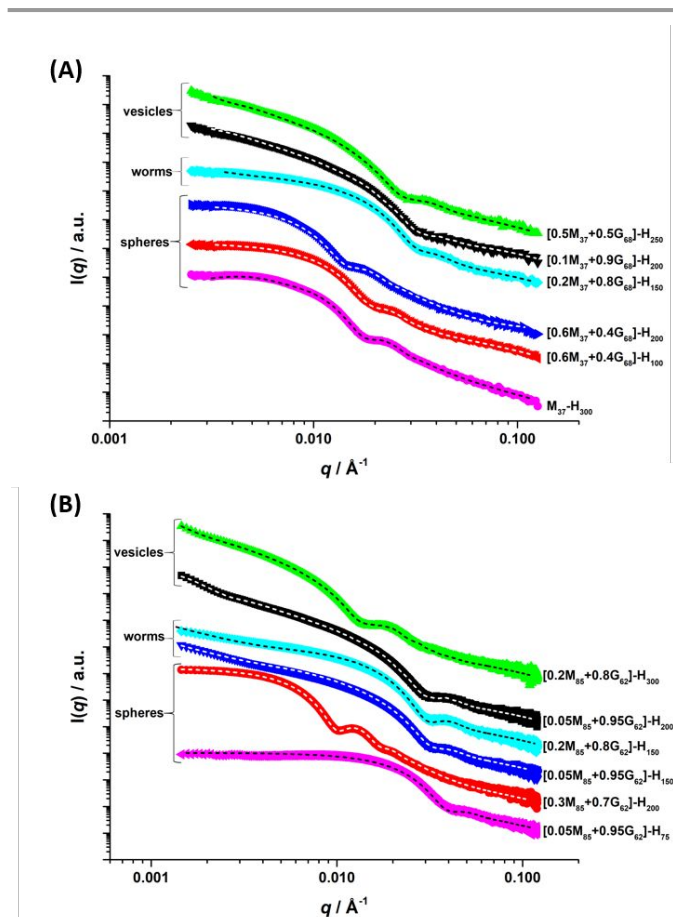 (A)
vesicles
worms
spheres
I(q) / a.u.
[0.5M₃₇+0.5G₆₈]-H₂₅₀
[0.1M₃₇+0.9G₆₈]-H₂₀₀
[0.2M₃₇+0.8G₆₈]-H₁₅₀
[0.6M₃₇+0.4G₆₈]-H₂₀₀
[0.6M₃₇+0.4G₆₈]-H₁₀₀
M₃₇-H₃₀₀
0.001 0.010 0.100
q / Å⁻¹
(B)
vesicles
worms
spheres
I(q) / a.u.
[0.2M₈₅+0.8G₆₂]-H₃₀₀
[0.05M₈₅+0.95G₆₂]-H₂₀₀
[0.2M₈₅+0.8G₆₂]-H₁₅₀
[0.05M₈₅+0.95G₆₂]-H₁₅₀
[0.3M₈₅+0.7G₆₂]-H₂₀₀
[0.05M₈₅+0.95G₆₂]-H₇₅
0.001 0.010 0.100
q / Å⁻¹